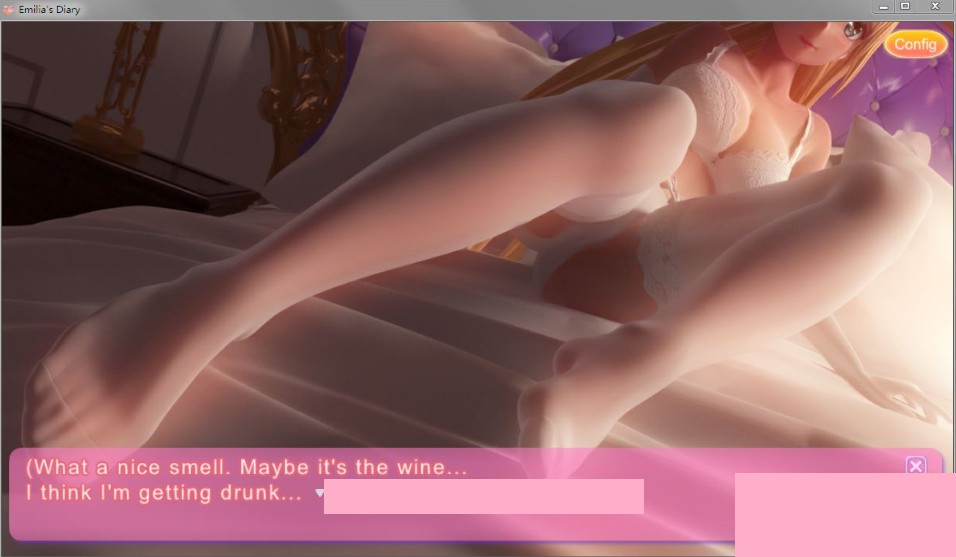 Emilia's Diary
Config
(What a nice smell. Maybe it's the wine...
I think I'm getting drunk...